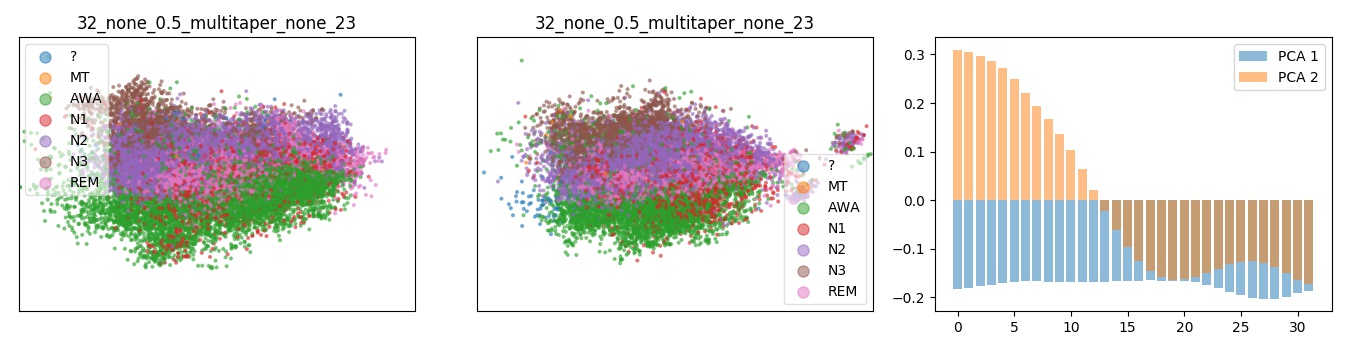 32_none_0.5_multitaper_none_23
?
MT
AWA
N1
N2
N3
REM
32_none_0.5_multitaper_none_23
?
MT
AWA
N1
N2
N3
REM
PCA 1
PCA 2
0.3
0.2
0.1
0.0
−0.1
−0.2
0 5 10 15 20 25 30